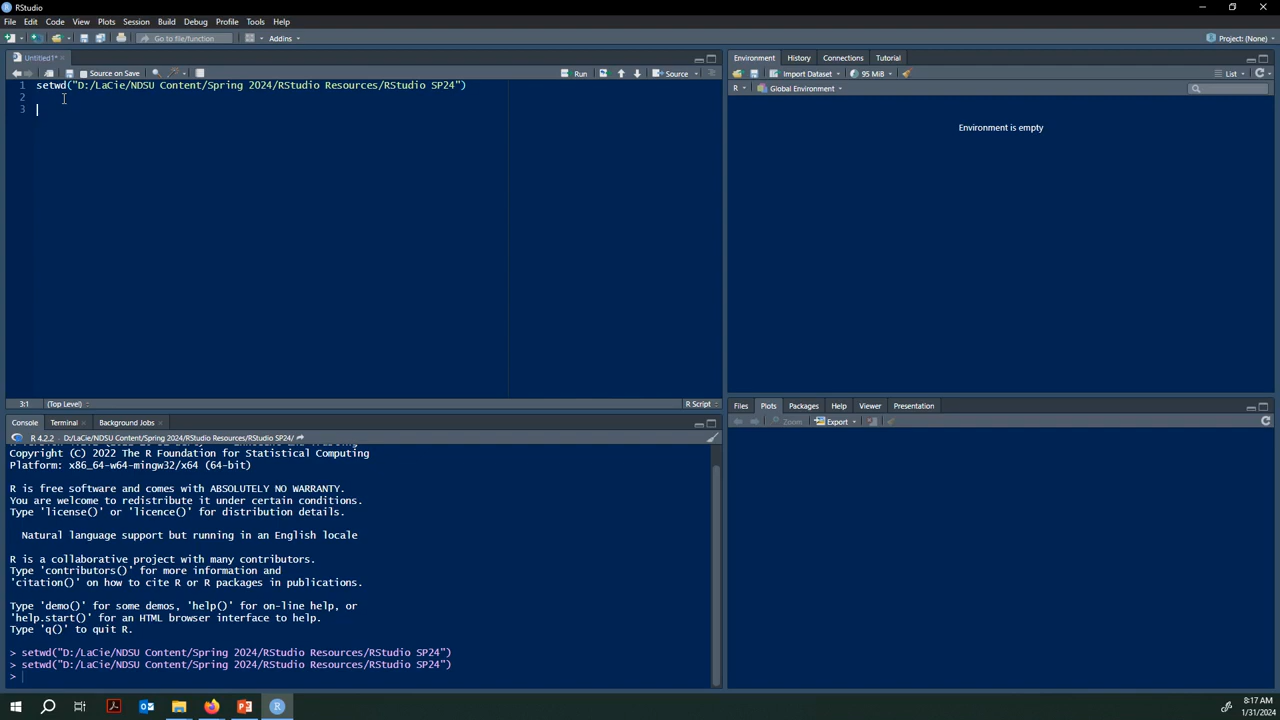 RStudio
File Edit Code View Plots Session Build Debug Profile Tools Help
Go to file/function Addins Project: (None)
Untitled1*
Source on Save Run Source
1 setwd("D:/LaCie/NDSU Content/Spring 2024/RStudio Resources/RStudio SP24")
2
3
3:1 (Top Level) R Script
Console Terminal Background Jobs
R 4.2.2 · D:/LaCie/NDSU Content/Spring 2024/RStudio Resources/RStudio SP24/
Copyright (C) 2022 The R Foundation for Statistical Computing
Platform: x86_64-w64-mingw32/x64 (64-bit)
R is free software and comes with ABSOLUTELY NO WARRANTY.
You are welcome to redistribute it under certain conditions.
Type 'license()' or 'licence()' for distribution details.
Natural language support but running in an English locale
R is a collaborative project with many contributors.
Type 'contributors()' for more information and
'citation()' on how to cite R or R packages in publications.
Type 'demo()' for some demos, 'help()' for on-line help, or
'help.start()' for an HTML browser interface to help.
Type 'q()' to quit R.
> setwd("D:/LaCie/NDSU Content/Spring 2024/RStudio Resources/RStudio SP24")
> setwd("D:/LaCie/NDSU Content/Spring 2024/RStudio Resources/RStudio SP24")
>
Environment History Connections Tutorial
Import Dataset 95 MiB List
R Global Environment
Environment is empty
Files Plots Packages Help Viewer Presentation
Zoom Export
8:17 AM
1/31/2024